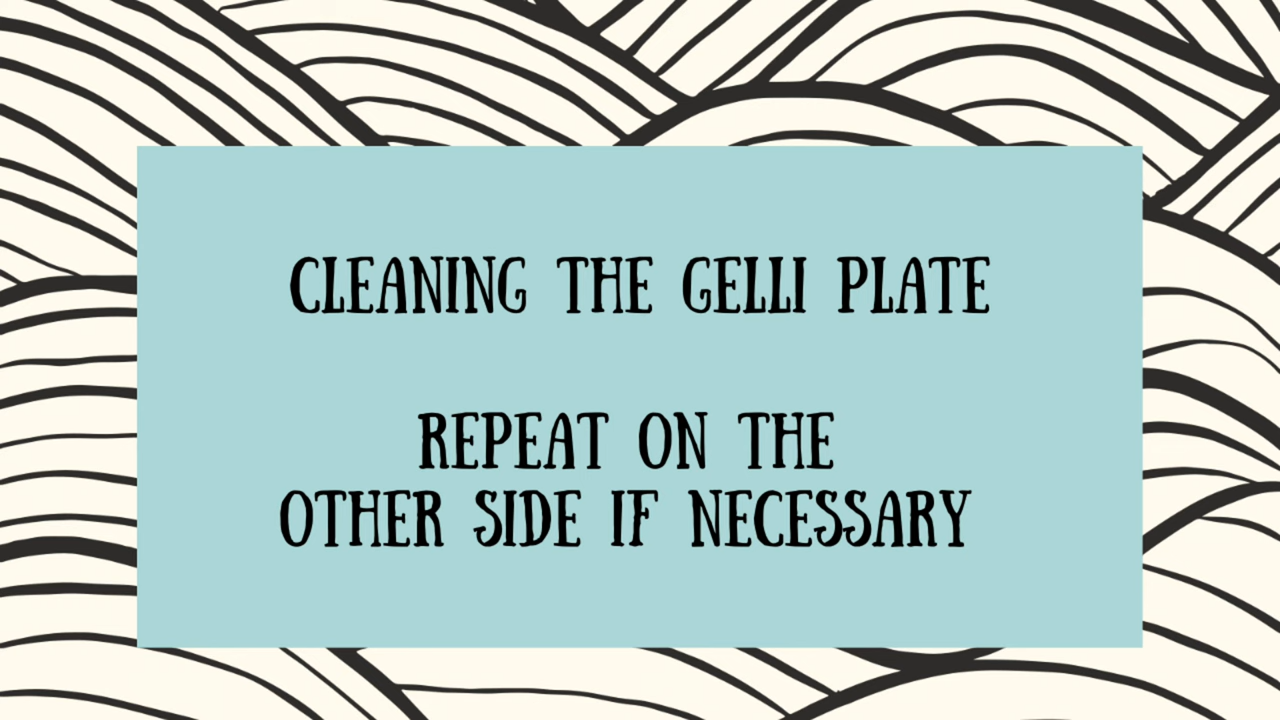 CLEANING THE GELLI PLATE
REPEAT ON THE
OTHER SIDE IF NECESSARY